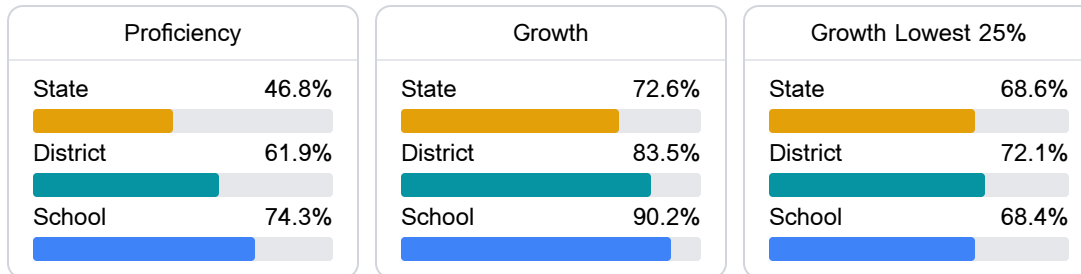 Proficiency
State 46.8%
District 61.9%
School 74.3%
Growth
State 72.6%
District 83.5%
School 90.2%
Growth Lowest 25%
State 68.6%
District 72.1%
School 68.4%